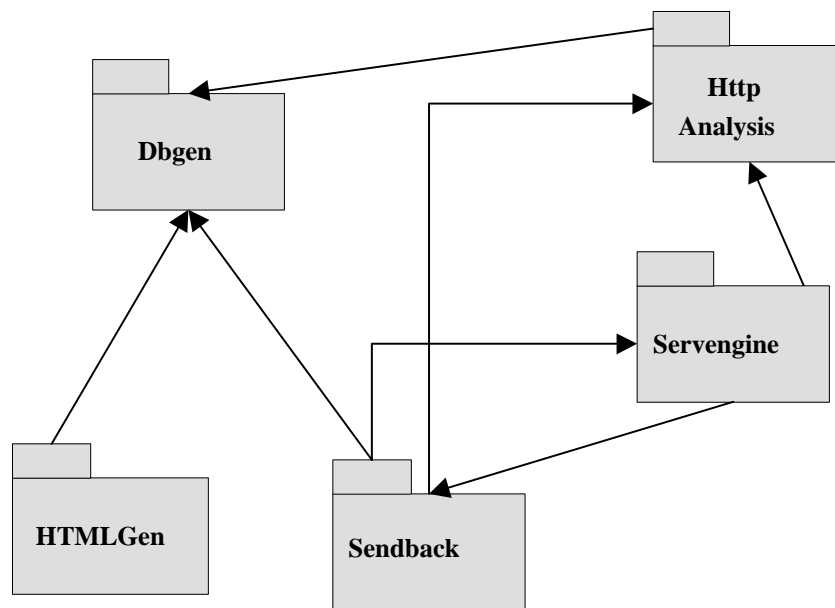 Http
Analysis
Dbgen
Servengine
HTMLGen
Sendback